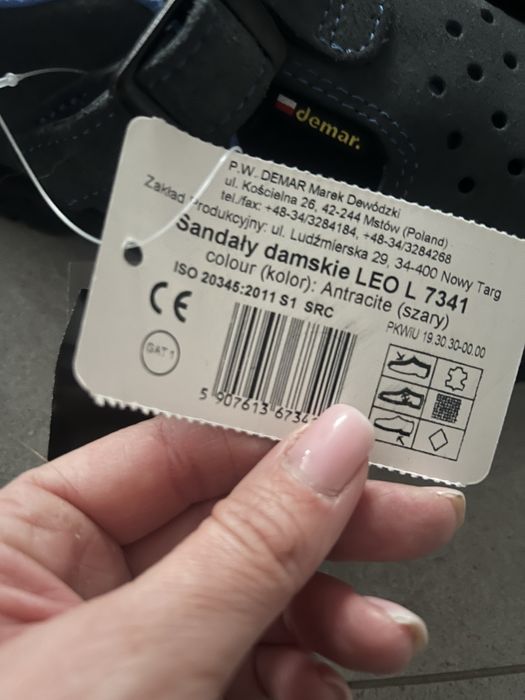 demar.
P.W. DEMAR Marek Dewódzki
ul. Kościelna 26, 42-244 Mstów (Poland)
tel./fax: +48-34/3284184, +48-34/3284268
Zakład Produkcyjny: ul. Ludźmierska 29, 34-400 Nowy Targ
Sandały damskie LEO L 7341
colour (kolor): Antracite (szary)
ISO 20345:2011 S1 SRC
PKWiU 19.30.30-00.00
CE
GAT 1
5 907613 6734